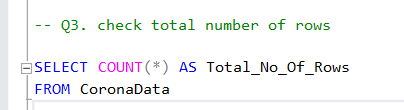 -- Q3. check total number of rows
SELECT COUNT(*) AS Total_No_Of_Rows
FROM CoronaData